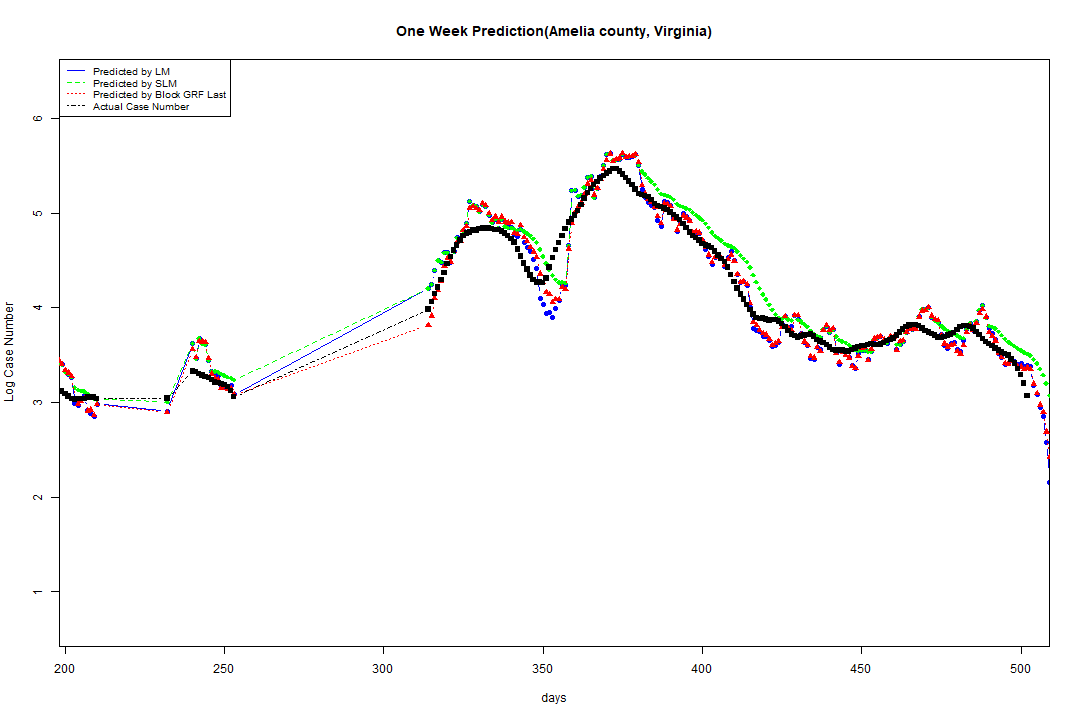 One Week Prediction(Amelia county, Virginia)
Predicted by LM
Predicted by SLM
Predicted by Block GRF Last
Actual Case Number
Log Case Number
6
5
4
3
2
1
200 250 300 350 400 450 500
days